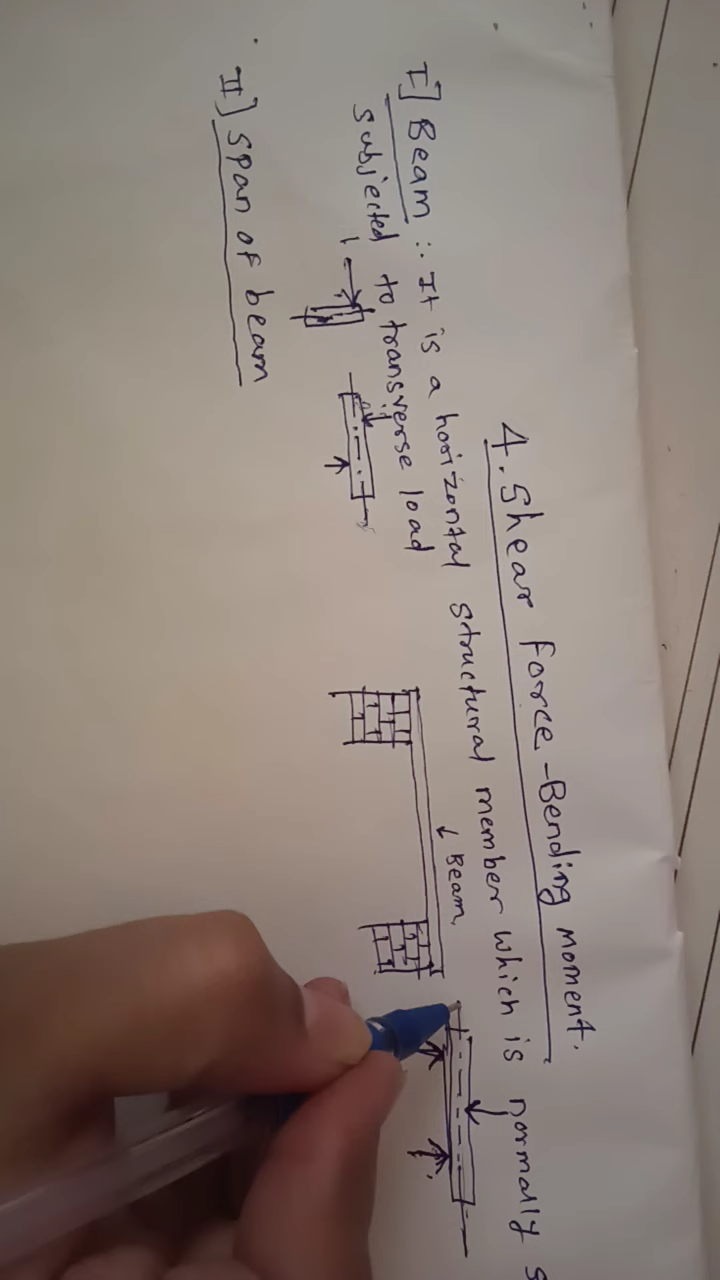 4. Shear Force - Bending moment.
I] Beam :- It is a horizontal structural member which is normally
subjected to transverse load
Beam
II] Span of beam